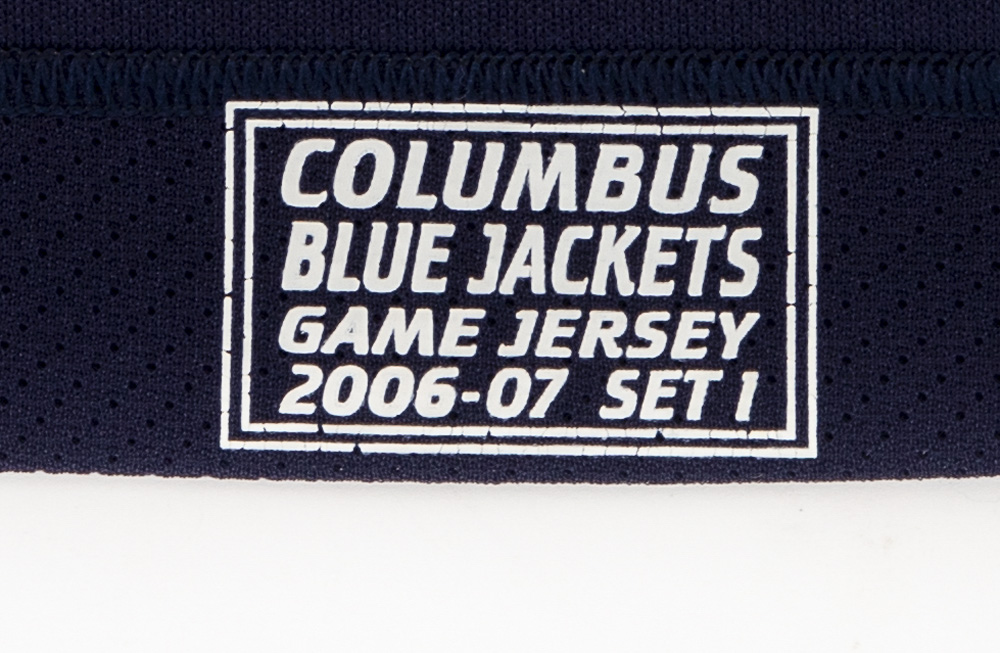 COLUMBUS
BLUE JACKETS
GAME JERSEY
2006-07 SET 1